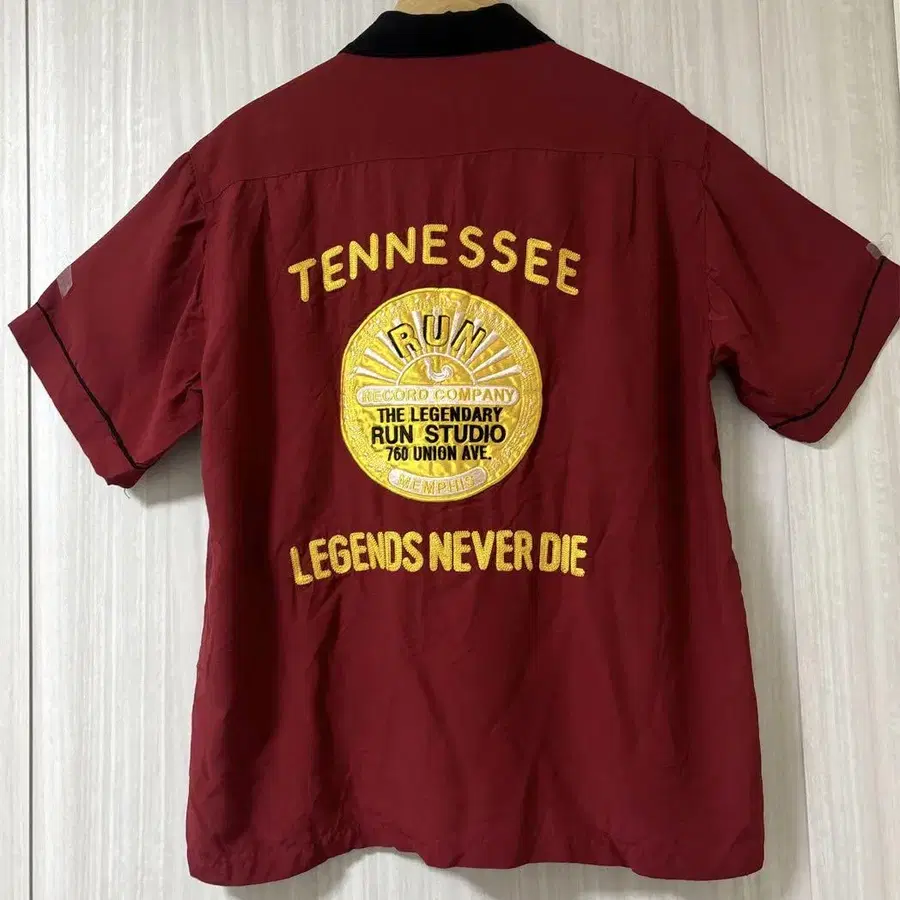 TENNESSEE
RUN
RECORD COMPANY
THE LEGENDARY
RUN STUDIO
760 UNION AVE.
MEMPHIS
LEGENDS NEVER DIE